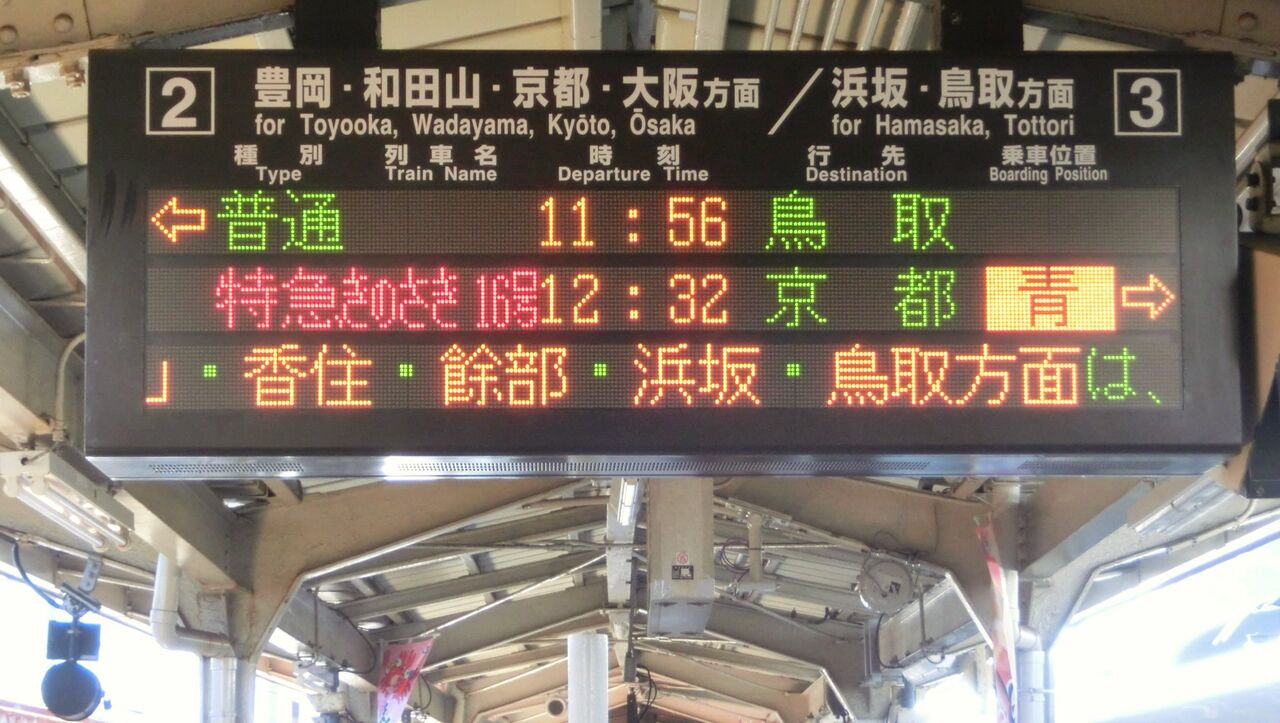 2 豊岡・和田山・京都・大阪方面／浜坂・鳥取方面 3
for Toyooka, Wadayama, Kyōto, Ōsaka for Hamasaka, Tottori
種別 列車名 時刻 行先 乗車位置
Type Train Name Departure Time Destination Boarding Position
⇦普通 11:56 鳥取
特急きのさき 16号 12:32 京都 青⇨
」・香住・餘部・浜坂・鳥取方面は、